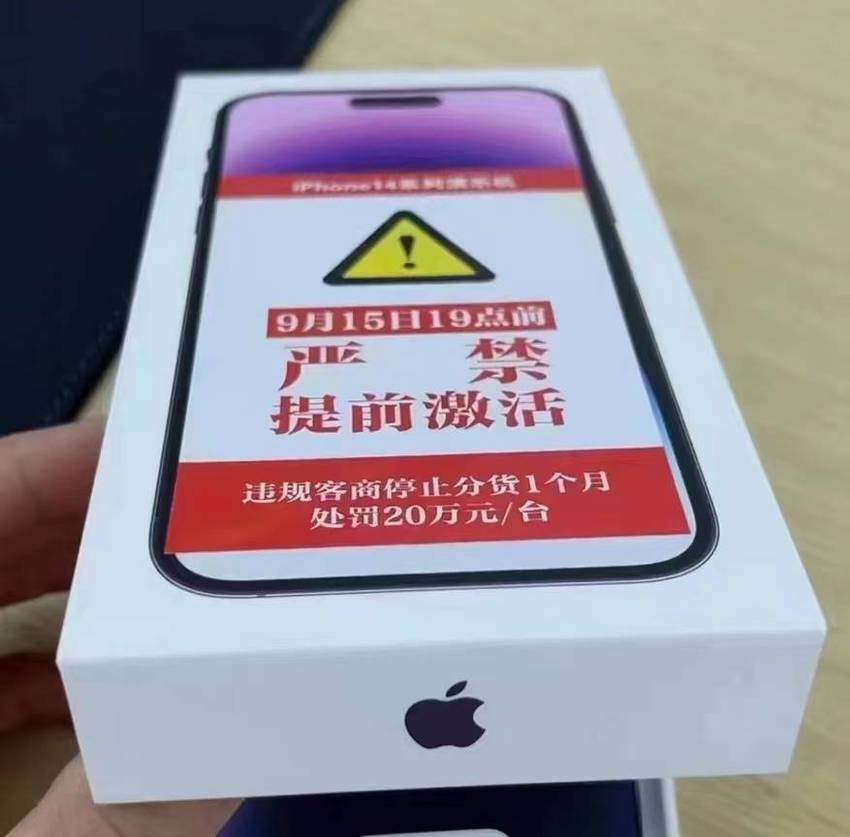 iPhone14系列演示机
9月15日19点前
严禁
提前激活
违规客商停止分货1个月
处罚20万元/台